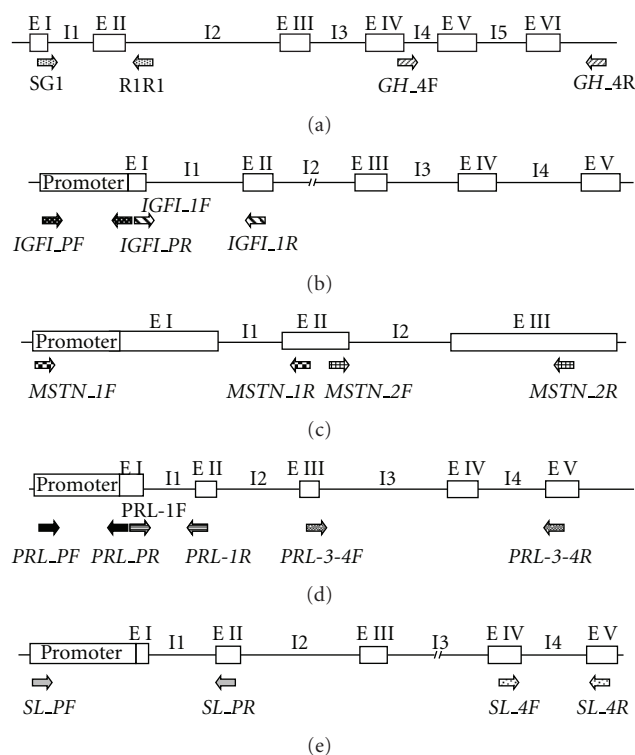 E I I1 E II I2 E III I3 E IV I4 E V I5 E VI
SG1 R1R1 GH_4F GH_4R
(a)
Promoter E I I1 E II I2 E III I3 E IV I4 E V
IGFI_1F
IGFI_PF IGFI_PR IGFI_1R
(b)
Promoter E I I1 E II I2 E III
MSTN_1F MSTN_1R MSTN_2F MSTN_2R
(c)
Promoter E I I1 E II I2 E III I3 E IV I4 E V
PRL-1F
PRL_PF PRL_PR PRL-1R PRL-3-4F PRL-3-4R
(d)
Promoter E I I1 E II I2 E III I3 E IV I4 E V
SL_PF SL_PR SL_4F SL_4R
(e)